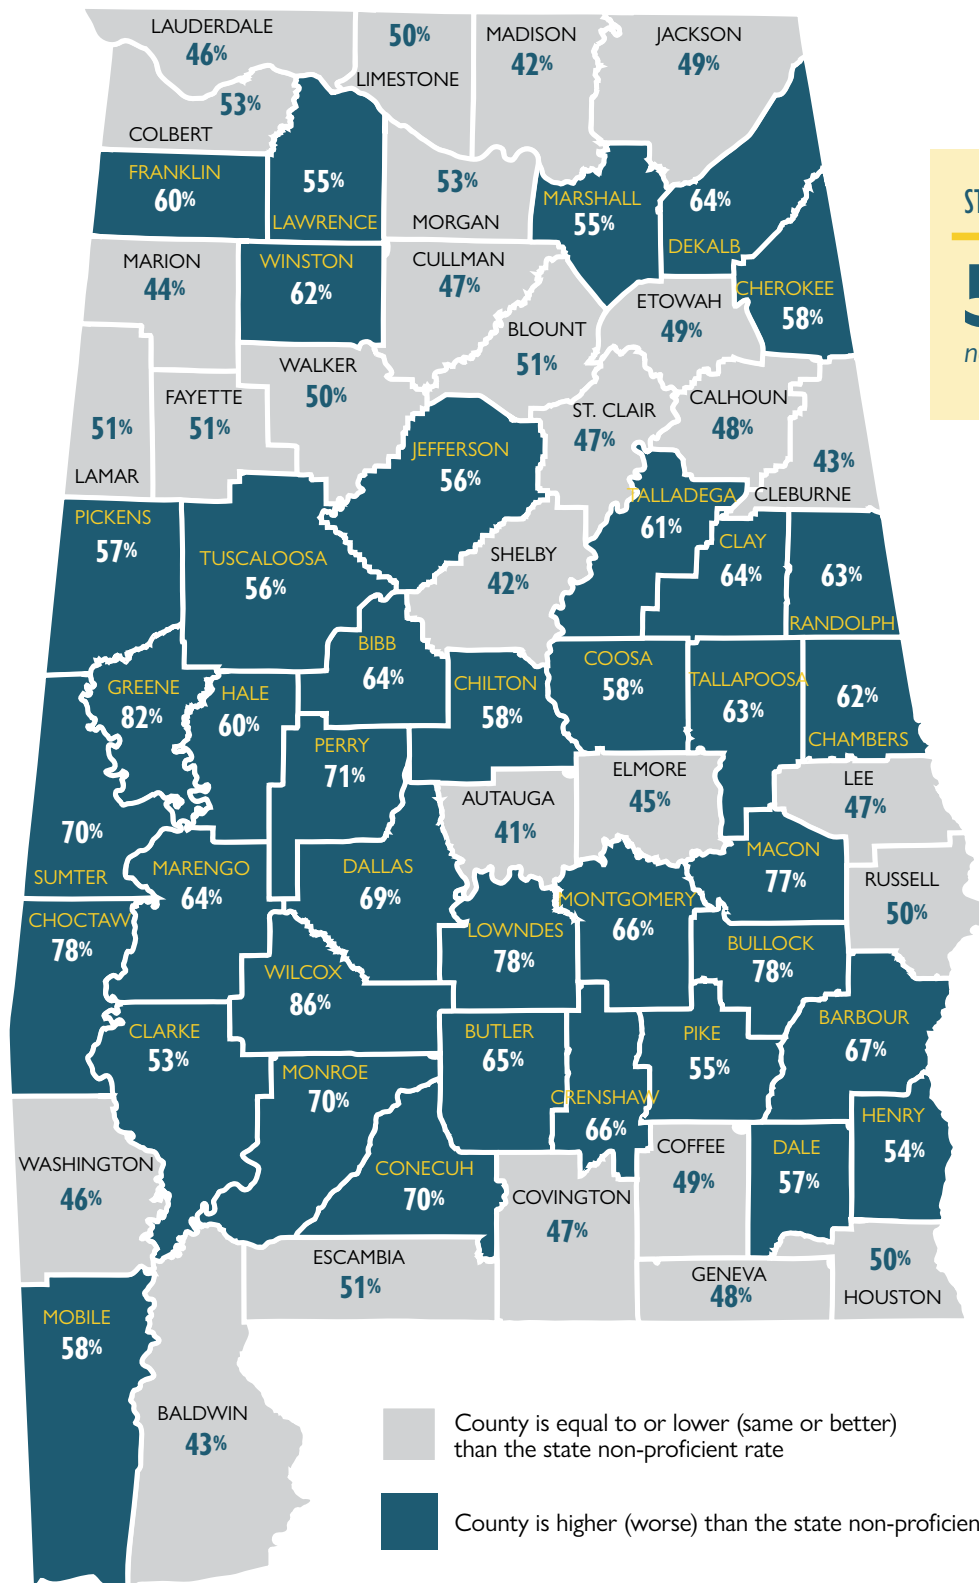 LAUDERDALE
46%
50%
LIMESTONE
MADISON
42%
JACKSON
49%
53%
COLBERT
FRANKLIN
60%
55%
LAWRENCE
53%
MORGAN
MARSHALL
55%
64%
DEKALB
CHEROKEE
58%
MARION
44%
WINSTON
62%
CULLMAN
47%
ETOWAH
49%
BLOUNT
51%
WALKER
50%
FAYETTE
51%
51%
LAMAR
ST. CLAIR
47%
CALHOUN
48%
43%
CLEBURNE
JEFFERSON
56%
TALLADEGA
61%
PICKENS
57%
TUSCALOOSA
56%
SHELBY
42%
CLAY
64%
63%
RANDOLPH
BIBB
64%
CHILTON
58%
COOSA
58%
TALLAPOOSA
63%
62%
CHAMBERS
GREENE
82%
HALE
60%
PERRY
71%
AUTAUGA
41%
ELMORE
45%
LEE
47%
70%
SUMTER
MARENGO
64%
DALLAS
69%
MACON
77%
RUSSELL
50%
CHOCTAW
78%
LOWNDES
78%
MONTGOMERY
66%
BULLOCK
78%
WILCOX
86%
CLARKE
53%
BUTLER
65%
PIKE
55%
BARBOUR
67%
MONROE
70%
CRENSHAW
66%
HENRY
54%
WASHINGTON
46%
CONECUH
70%
COVINGTON
47%
COFFEE
49%
DALE
57%
ESCAMBIA
51%
GENEVA
48%
50%
HOUSTON
MOBILE
58%
BALDWIN
43%
County is equal to or lower (same or better)
than the state non-proficient rate
County is higher (worse) than the state non-proficien